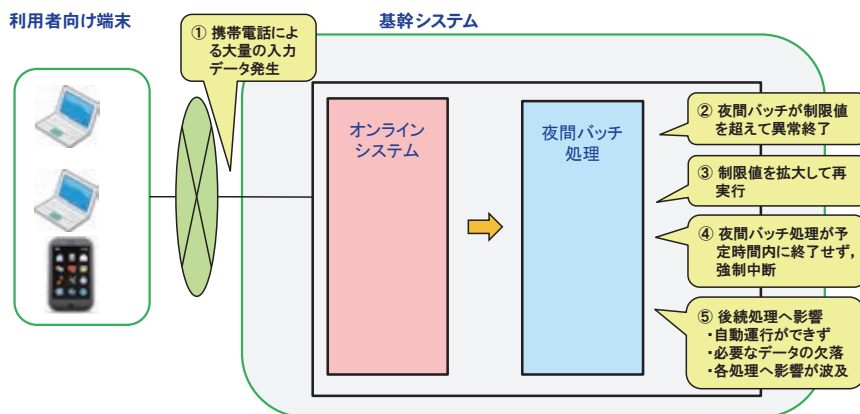 利用者向け端末
基幹システム
① 携帯電話によ
る大量の入力
データ発生
オンライン
システム
夜間バッチ
処理
② 夜間バッチが制限値
を超えて異常終了
③ 制限値を拡大して再
実行
④ 夜間バッチ処理が予
定時間内に終了せず，
強制中断
⑤ 後続処理へ影響
・自動運行ができず
・必要なデータの欠落
・各処理へ影響が波及